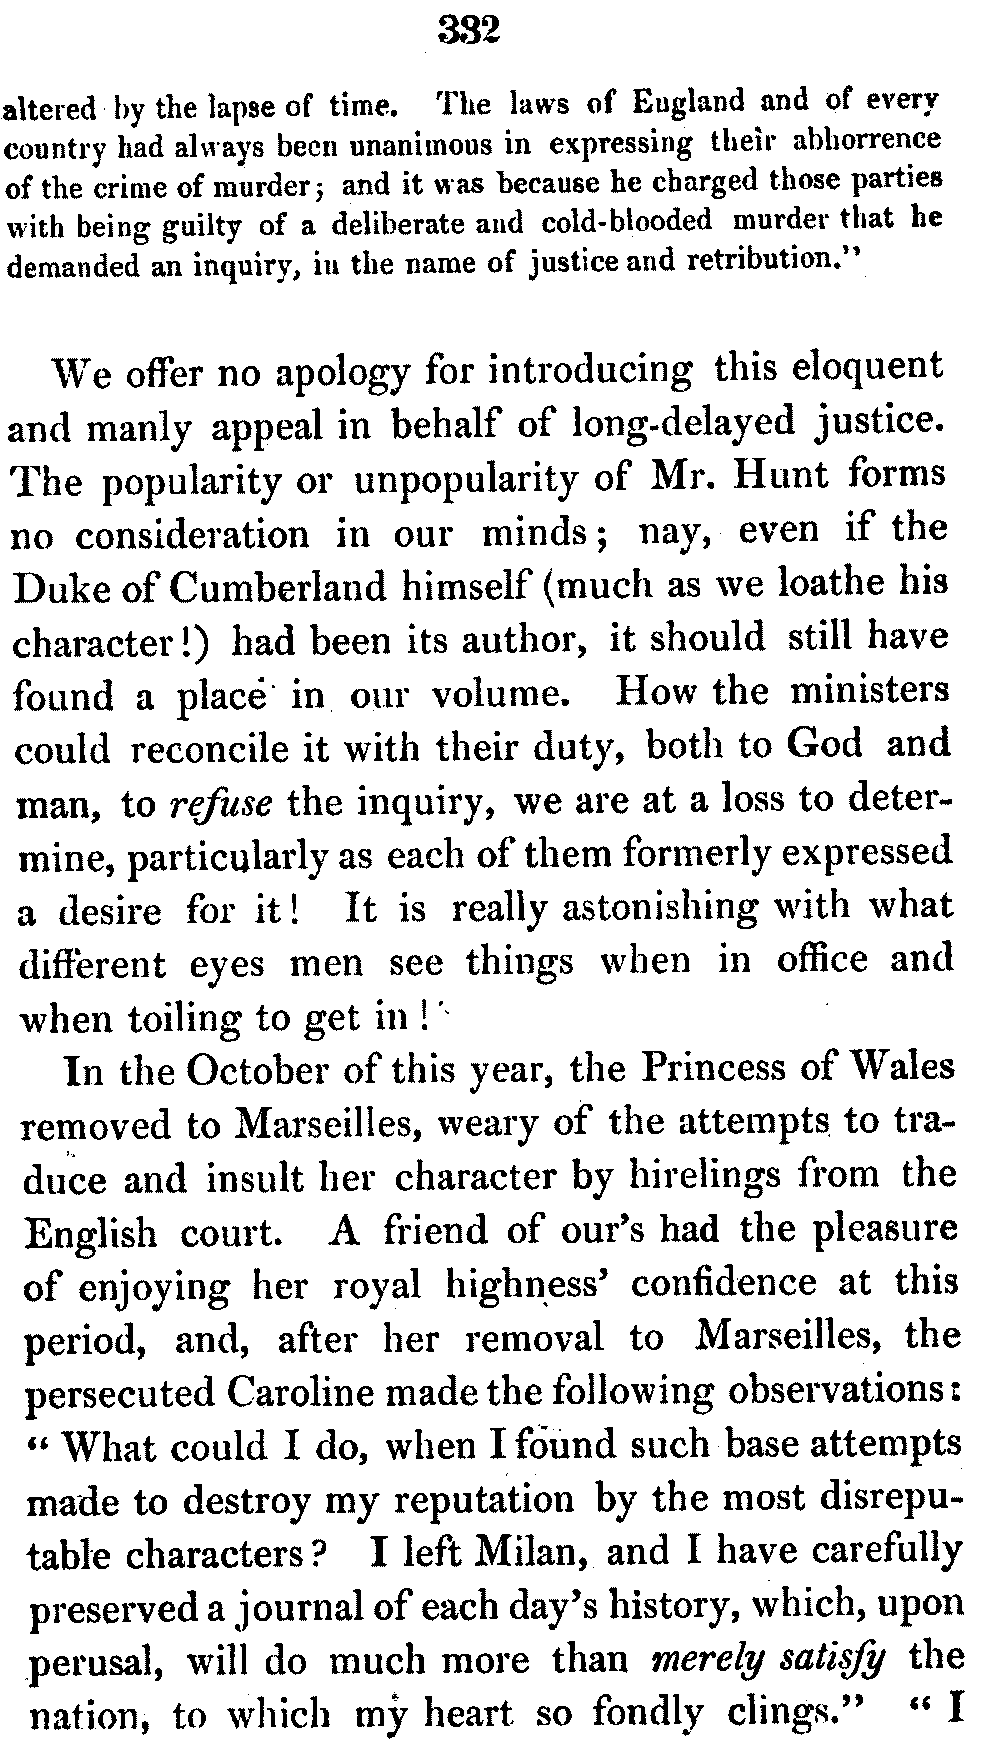 332
altered by the lapse of time. The laws of England and of every
country had always been unanimous in expressing their abhorrence
of the crime of murder; and it was because he charged those parties
with being guilty of a deliberate and cold-blooded murder that he
demanded an inquiry, in the name of justice and retribution."
We offer no apology for introducing this eloquent
and manly appeal in behalf of long-delayed justice.
The popularity or unpopularity of Mr. Hunt forms
no consideration in our minds; nay, even if the
Duke of Cumberland himself (much as we loathe his
character!) had been its author, it should still have
found a place in our volume. How the ministers
could reconcile it with their duty, both to God and
man, to refuse the inquiry, we are at a loss to deter-
mine, particularly as each of them formerly expressed
a desire for it! It is really astonishing with what
different eyes men see things when in office and
when toiling to get in!
In the October of this year, the Princess of Wales
removed to Marseilles, weary of the attempts to tra-
duce and insult her character by hirelings from the
English court. A friend of our's had the pleasure
of enjoying her royal highness' confidence at this
period, and, after her removal to Marseilles, the
persecuted Caroline made the following observations:
" What could I do, when I found such base attempts
made to destroy my reputation by the most disrepu-
table characters? I left Milan, and I have carefully
preserved a journal of each day's history, which, upon
perusal, will do much more than merely satisfy the
nation, to which my heart so fondly clings." " I